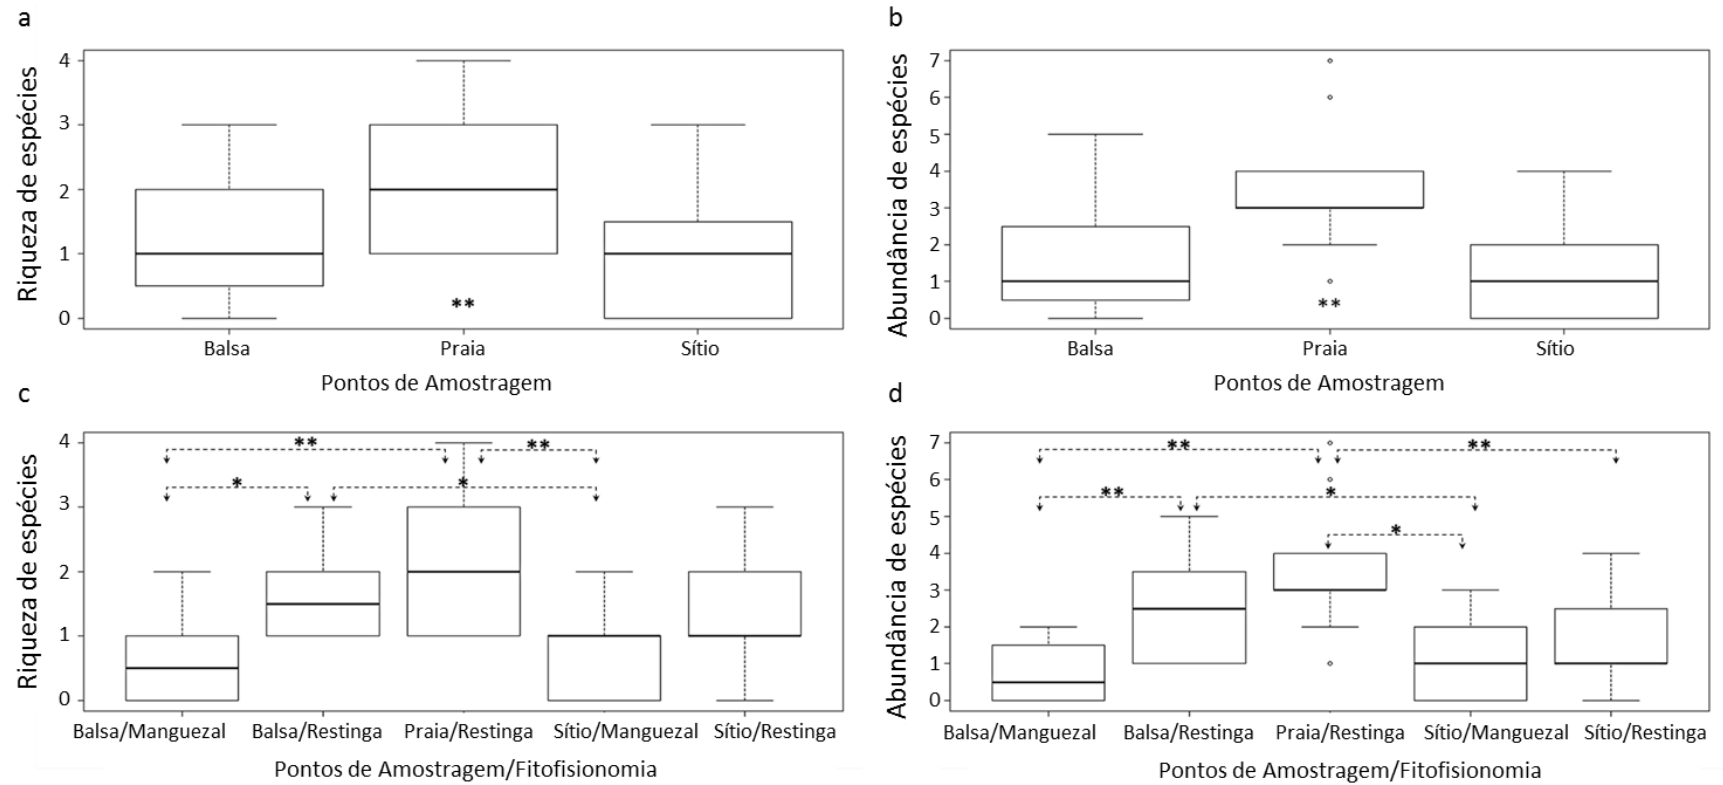 a
Riqueza de espécies
4
3
2
1
0
**
Balsa Praia Sítio
Pontos de Amostragem
b
Abundância de espécies
7
6
5
4
3
2
1
0
**
Balsa Praia Sítio
Pontos de Amostragem
c
Riqueza de espécies
4
3
2
1
0
** **
* *
Balsa/Manguezal Balsa/Restinga Praia/Restinga Sítio/Manguezal Sítio/Restinga
Pontos de Amostragem/Fitofisionomia
d
Abundância de espécies
7
6
5
4
3
2
1
0
** **
** *
*
Balsa/Manguezal Balsa/Restinga Praia/Restinga Sítio/Manguezal Sítio/Restinga
Pontos de Amostragem/Fitofisionomia